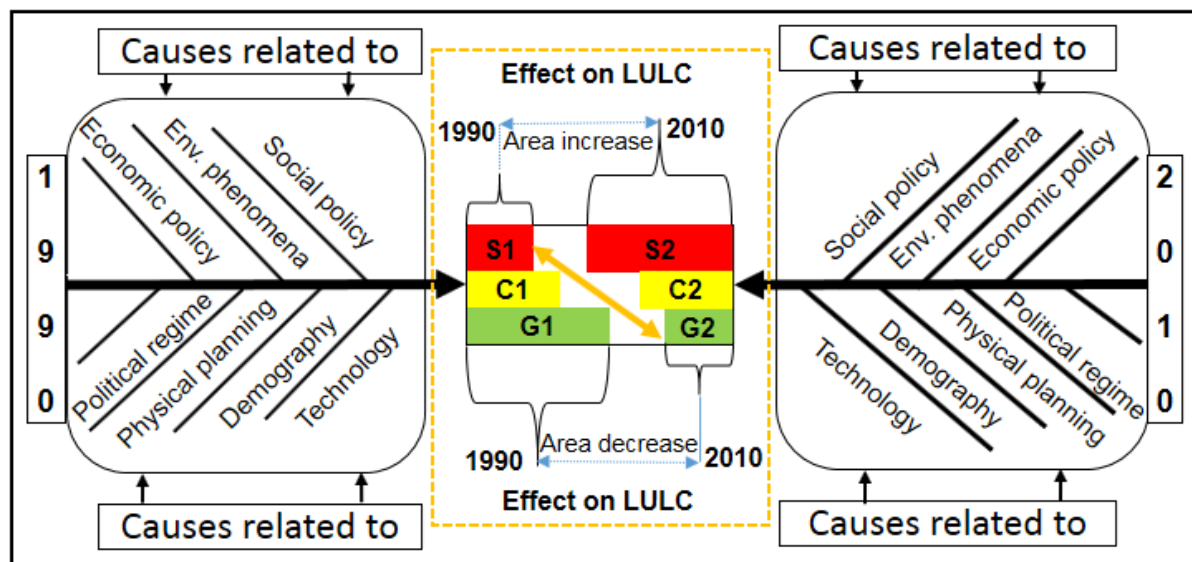 Causes related to
1
9
9
0
Economic policy
Env. phenomena
Social policy
Political regime
Physical planning
Demography
Technology
Causes related to
Effect on LULC
1990
2010
Area increase
S1
S2
C1
C2
G1
G2
Area decrease
1990
2010
Effect on LULC
Causes related to
Social policy
Env. phenomena
Economic policy
Technology
Demography
Physical planning
Political regime
2
0
1
0
Causes related to